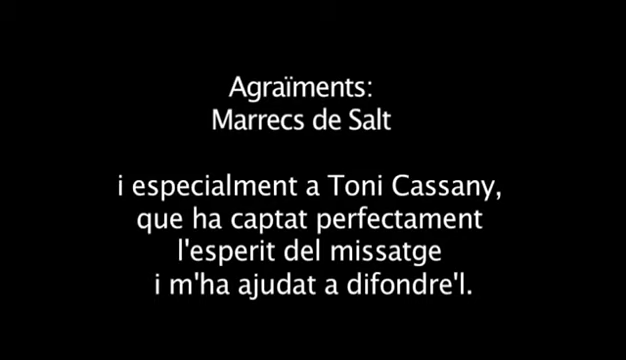 Agraïments:
Marrecs de Salt
i especialment a Toni Cassany,
que ha captat perfectament
l'esperit del missatge
i m'ha ajudat a difondre'l.